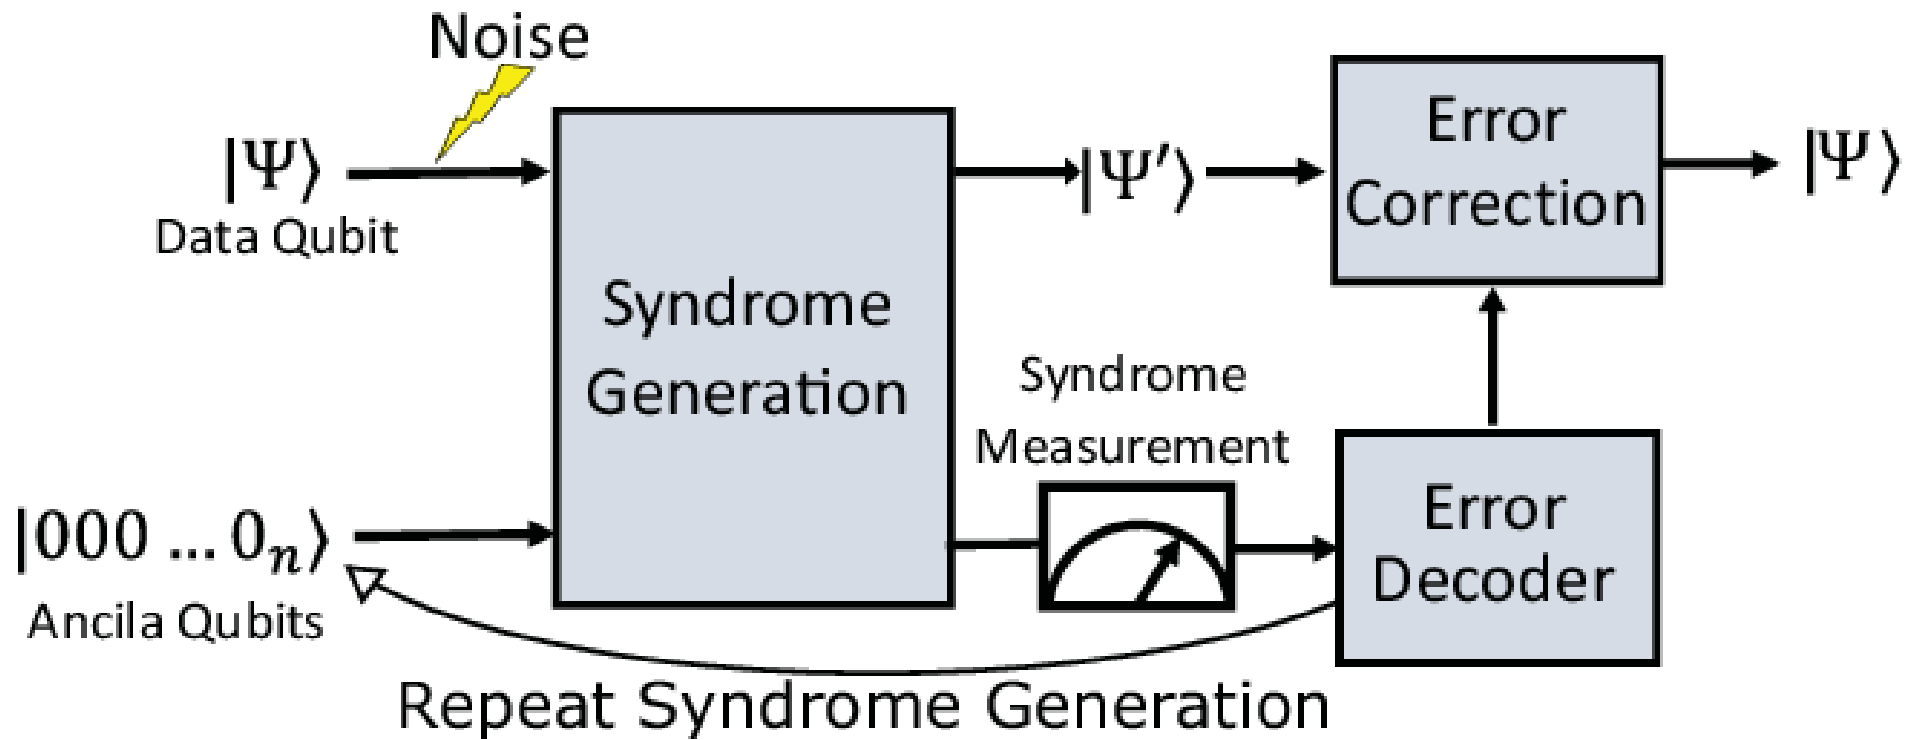 Noise
|Ψ⟩
Data Qubit
|000 ... 0ₙ⟩
Ancila Qubits
Syndrome
Generation
|Ψ′⟩
Syndrome
Measurement
Error
Correction
|Ψ⟩
Error
Decoder
Repeat Syndrome Generation